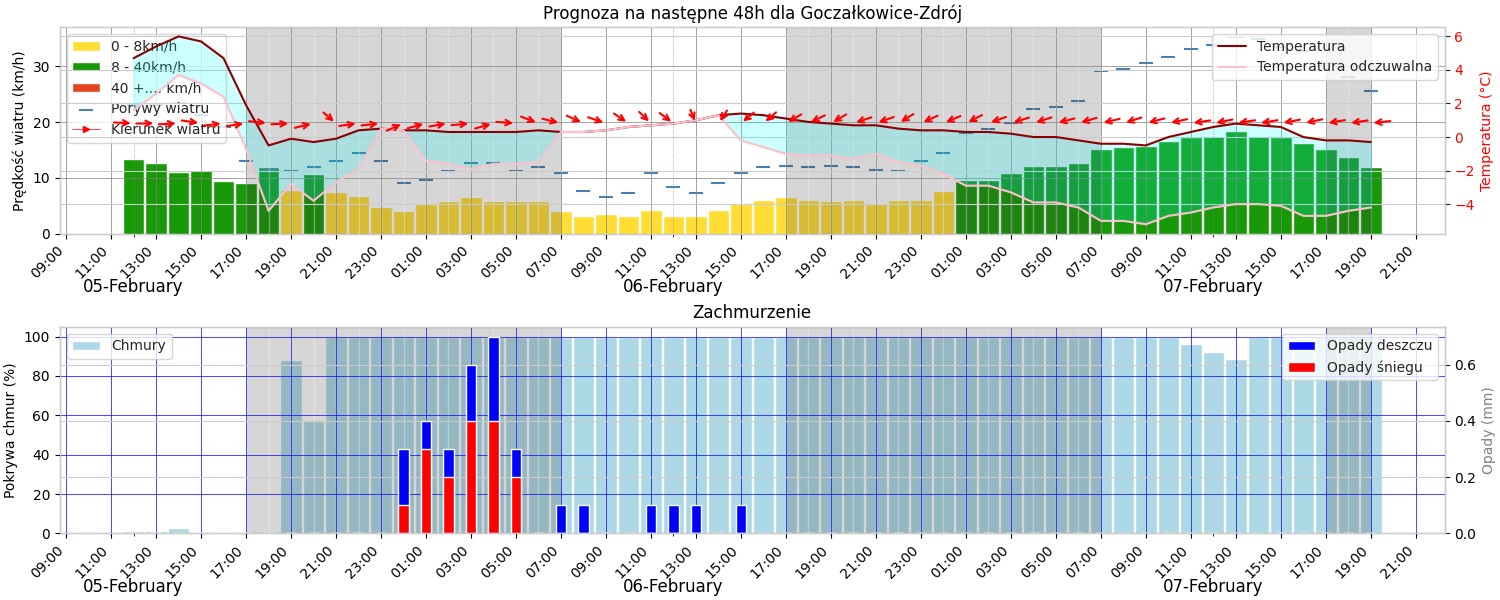 Prognoza na następne 48h dla Goczałkowice-Zdrój
Prędkość wiatru (km/h)
30
20
10
0
0 - 8km/h
8 - 40km/h
40 +.... km/h
Porywy wiatru
Kierunek wiatru
Temperatura
Temperatura odczuwalna
6
4
2
0
−2
−4
Temperatura (°C)
09:00 11:00 13:00 15:00 17:00 19:00 21:00 23:00 01:00 03:00 05:00 07:00 09:00 11:00 13:00 15:00 17:00 19:00 21:00 23:00 01:00 03:00 05:00 07:00 09:00 11:00 13:00 15:00 17:00 19:00 21:00
05-February 06-February 07-February
Zachmurzenie
Pokrywa chmur (%)
100
80
60
40
20
0
Chmury
Opady deszczu
Opady śniegu
0.6
0.4
0.2
0.0
Opady (mm)
09:00 11:00 13:00 15:00 17:00 19:00 21:00 23:00 01:00 03:00 05:00 07:00 09:00 11:00 13:00 15:00 17:00 19:00 21:00 23:00 01:00 03:00 05:00 07:00 09:00 11:00 13:00 15:00 17:00 19:00 21:00
05-February 06-February 07-February